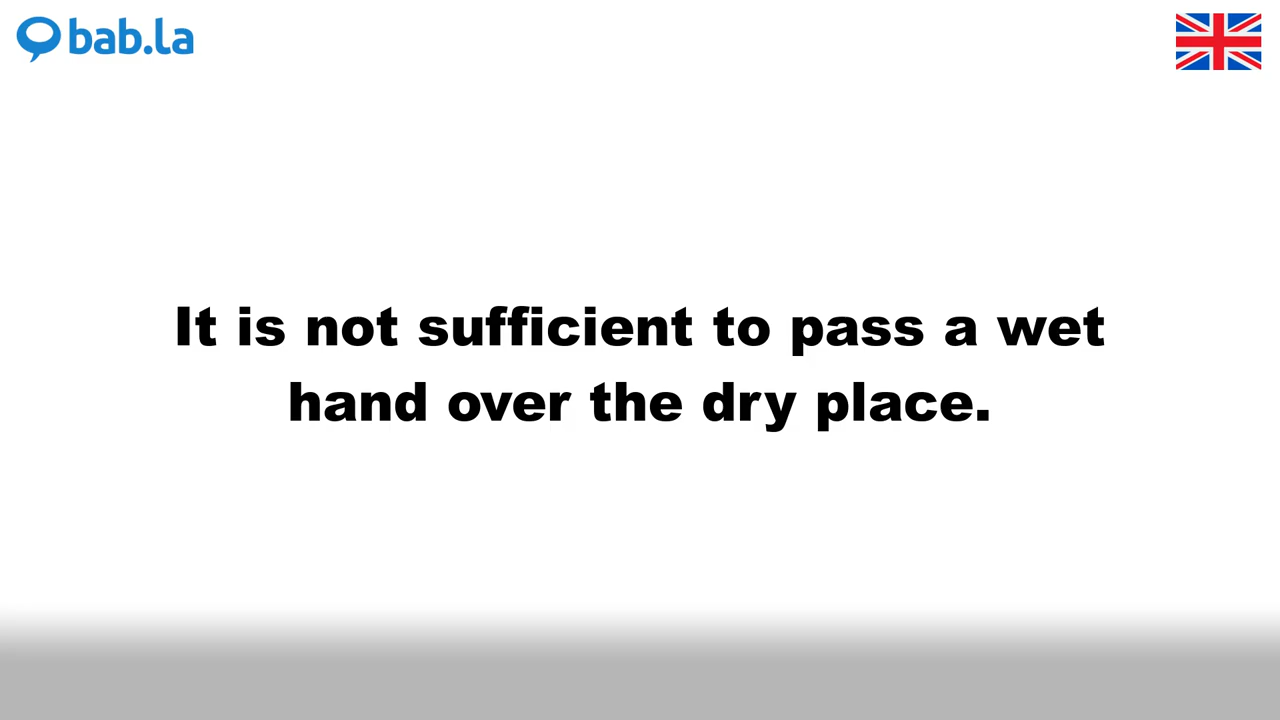 bab.la
It is not sufficient to pass a wet
hand over the dry place.